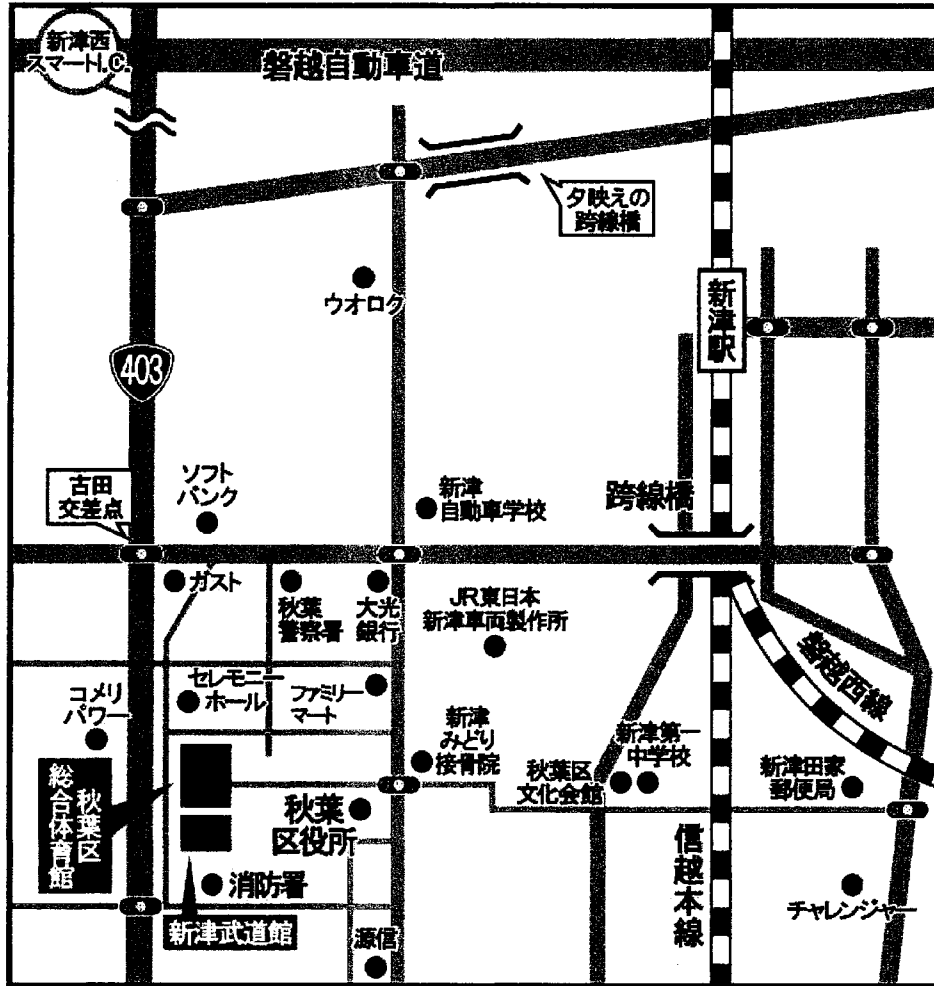 新津西
スマートI.C.
磐越自動車道
夕映えの
跨線橋
ウオロク
新津駅
403
古田
交差点
ソフト
バンク
新津
自動車学校
跨線橋
ガスト
秋葉
警察署
大光
銀行
JR東日本
新津車両製作所
磐越西線
コメリ
パワー
セレモニー
ホール
ファミリー
マート
新津
みどり
接骨院
新津第一
中学校
秋葉区
文化会館
新津田家
郵便局
秋葉区
総合体育館
秋葉
区役所
信越本線
消防署
チャレンジャー
新津武道館
源信